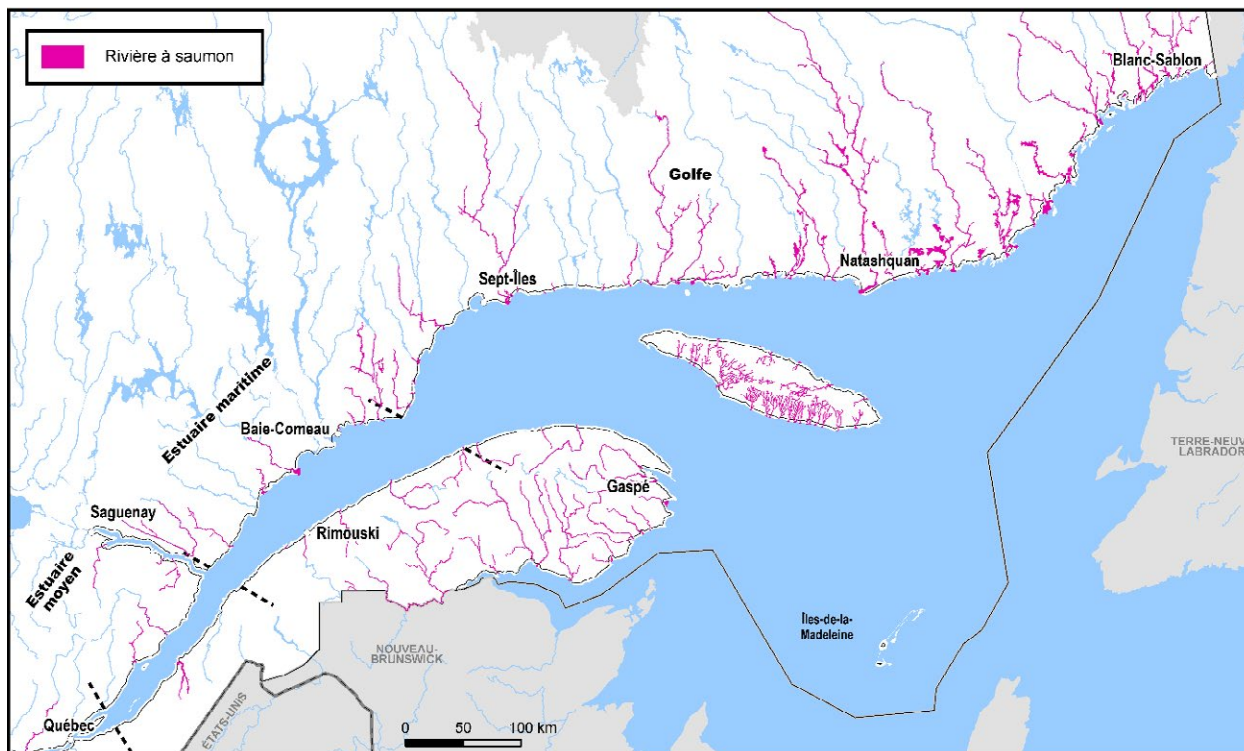 Rivière à saumon
Blanc-Sablon
Golfe
Natashquan
Sept-Îles
Estuaire maritime
Baie-Comeau
TERRE-NEUV
LABRADOR
Gaspé
Saguenay
Rimouski
Estuaire
moyen
Îles-de-la-
Madeleine
NOUVEAU-
BRUNSWICK
ÉTATS-UNIS
Québec
0 50 100 km